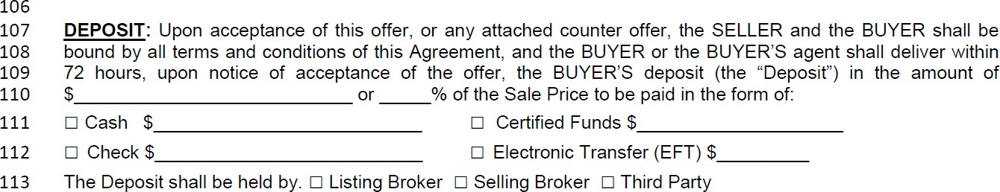 106
107 DEPOSIT: Upon acceptance of this offer, or any attached counter offer, the SELLER and the BUYER shall be
108 bound by all terms and conditions of this Agreement, and the BUYER or the BUYER'S agent shall deliver within
109 72 hours, upon notice of acceptance of the offer, the BUYER'S deposit (the “Deposit”) in the amount of
110 $___________________________ or _____% of the Sale Price to be paid in the form of:
111 □ Cash $__________________________ □ Certified Funds $____________________
112 □ Check $__________________________ □ Electronic Transfer (EFT) $_________
113 The Deposit shall be held by. □ Listing Broker □ Selling Broker □ Third Party